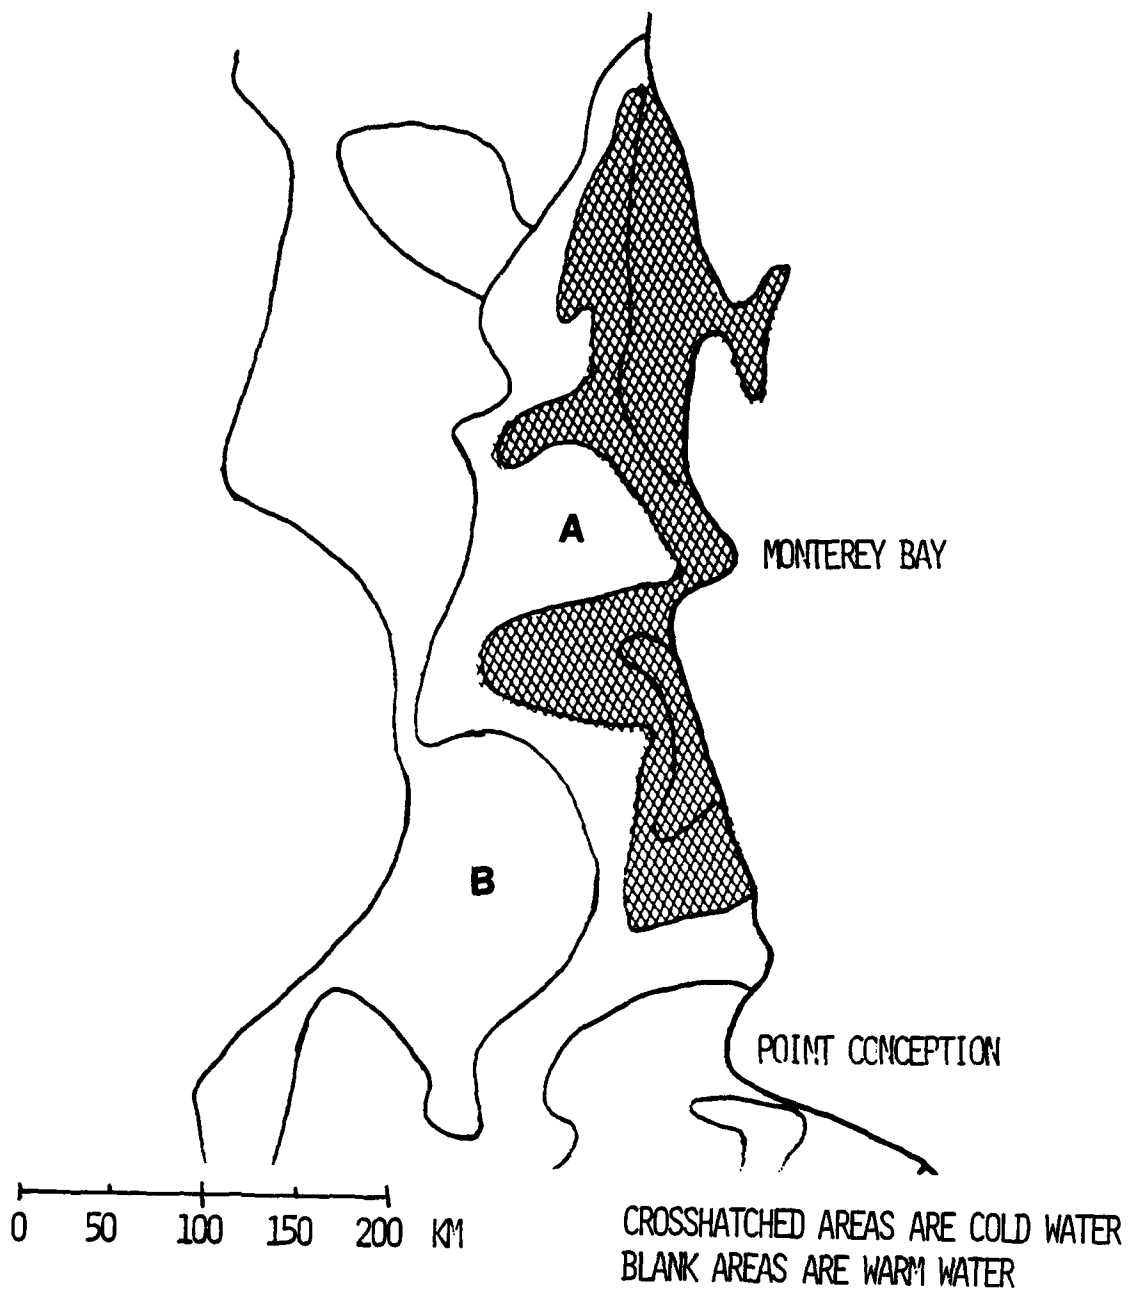 A
MONTEREY BAY
B
POINT CONCEPTION
0 50 100 150 200 KM
CROSSHATCHED AREAS ARE COLD WATER
BLANK AREAS ARE WARM WATER